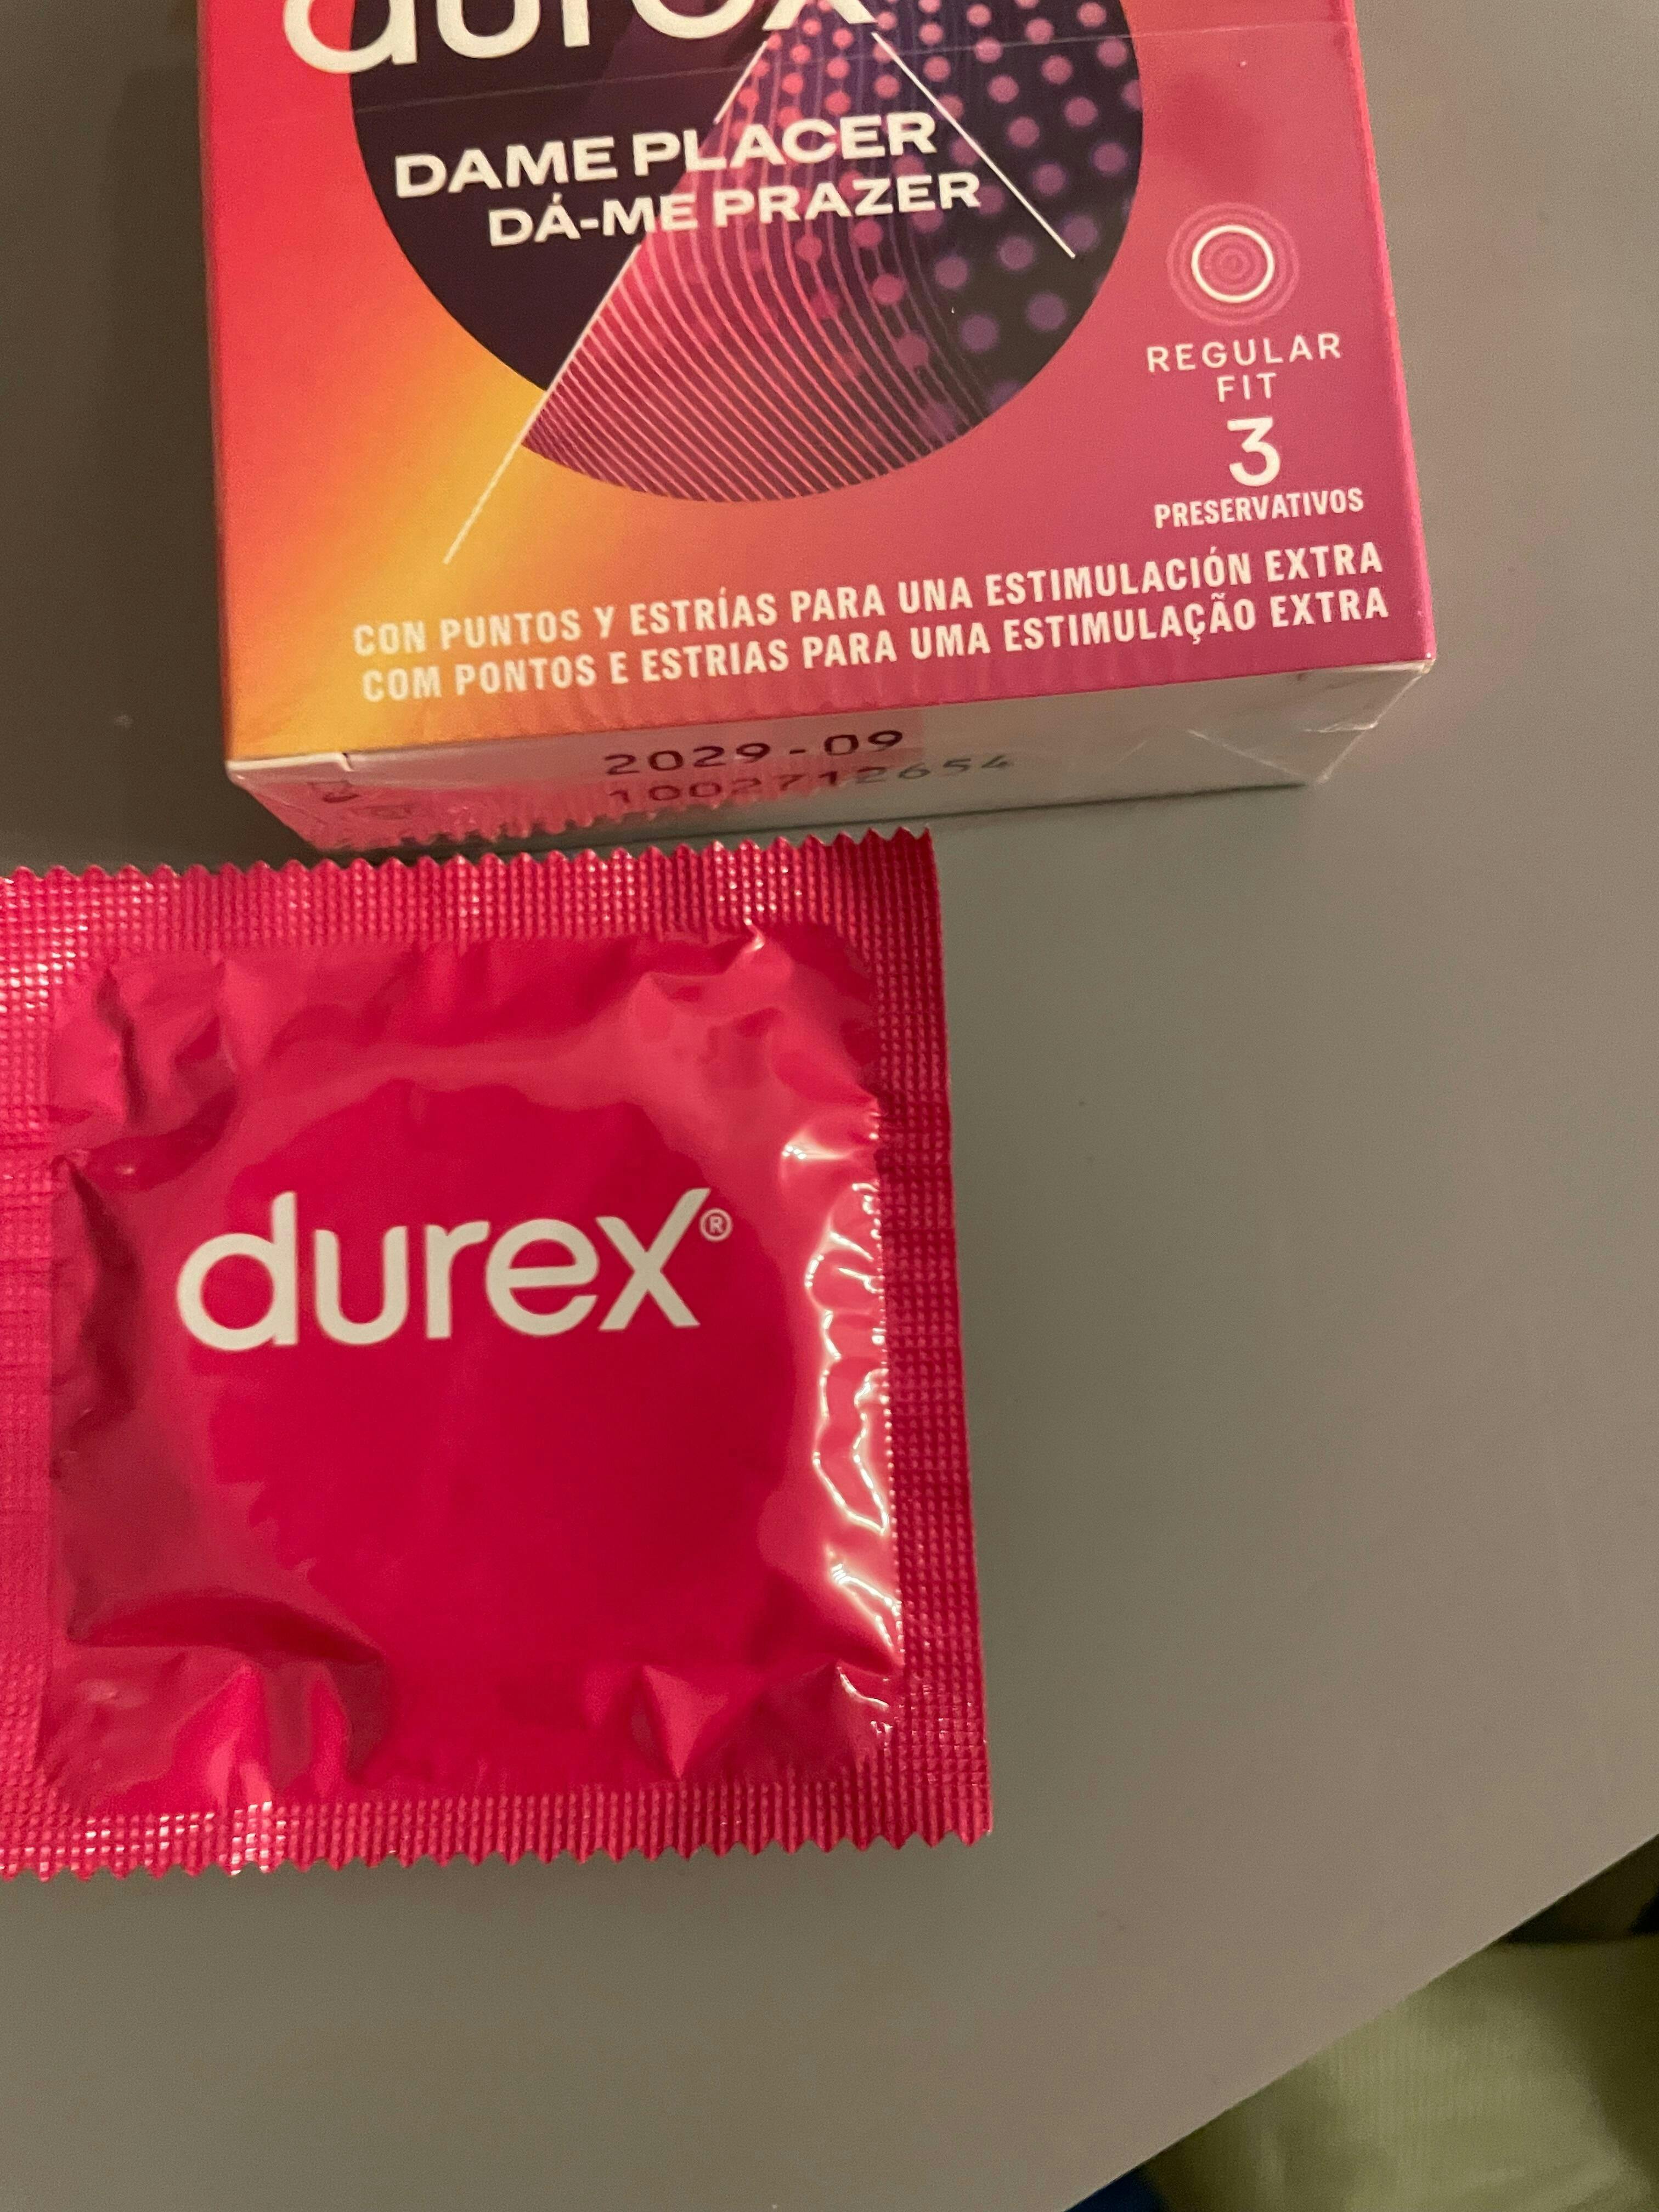 durex
DAME PLACER
DÁ-ME PRAZER
REGULAR
FIT
3
PRESERVATIVOS
CON PUNTOS Y ESTRÍAS PARA UNA ESTIMULACIÓN EXTRA
COM PONTOS E ESTRIAS PARA UMA ESTIMULAÇÃO EXTRA
2029-09
1002712654
durex®